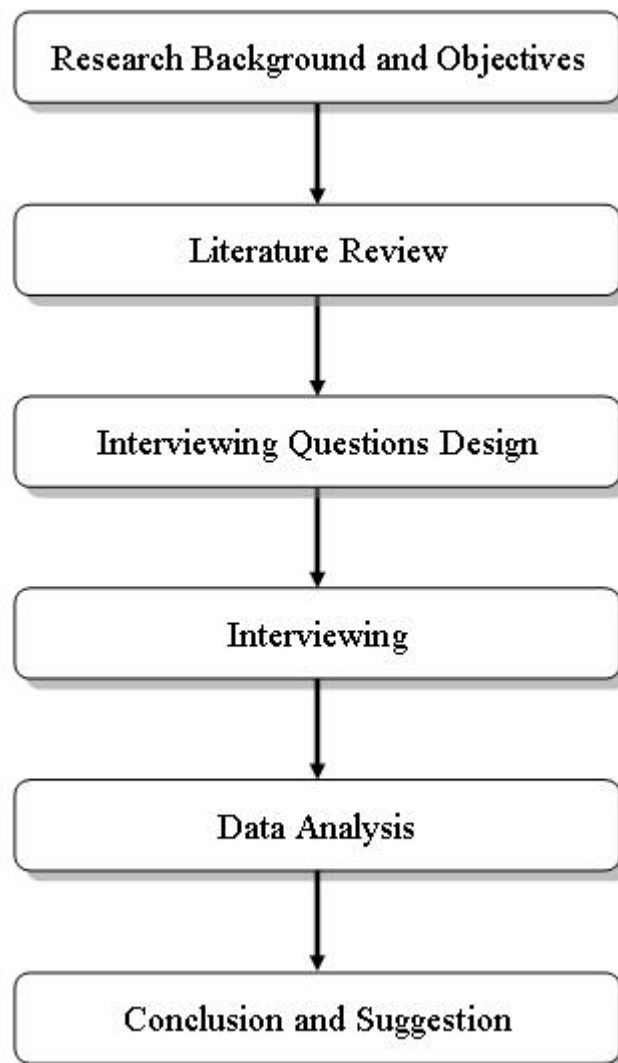 Research Background and Objectives
Literature Review
Interviewing Questions Design
Interviewing
Data Analysis
Conclusion and Suggestion